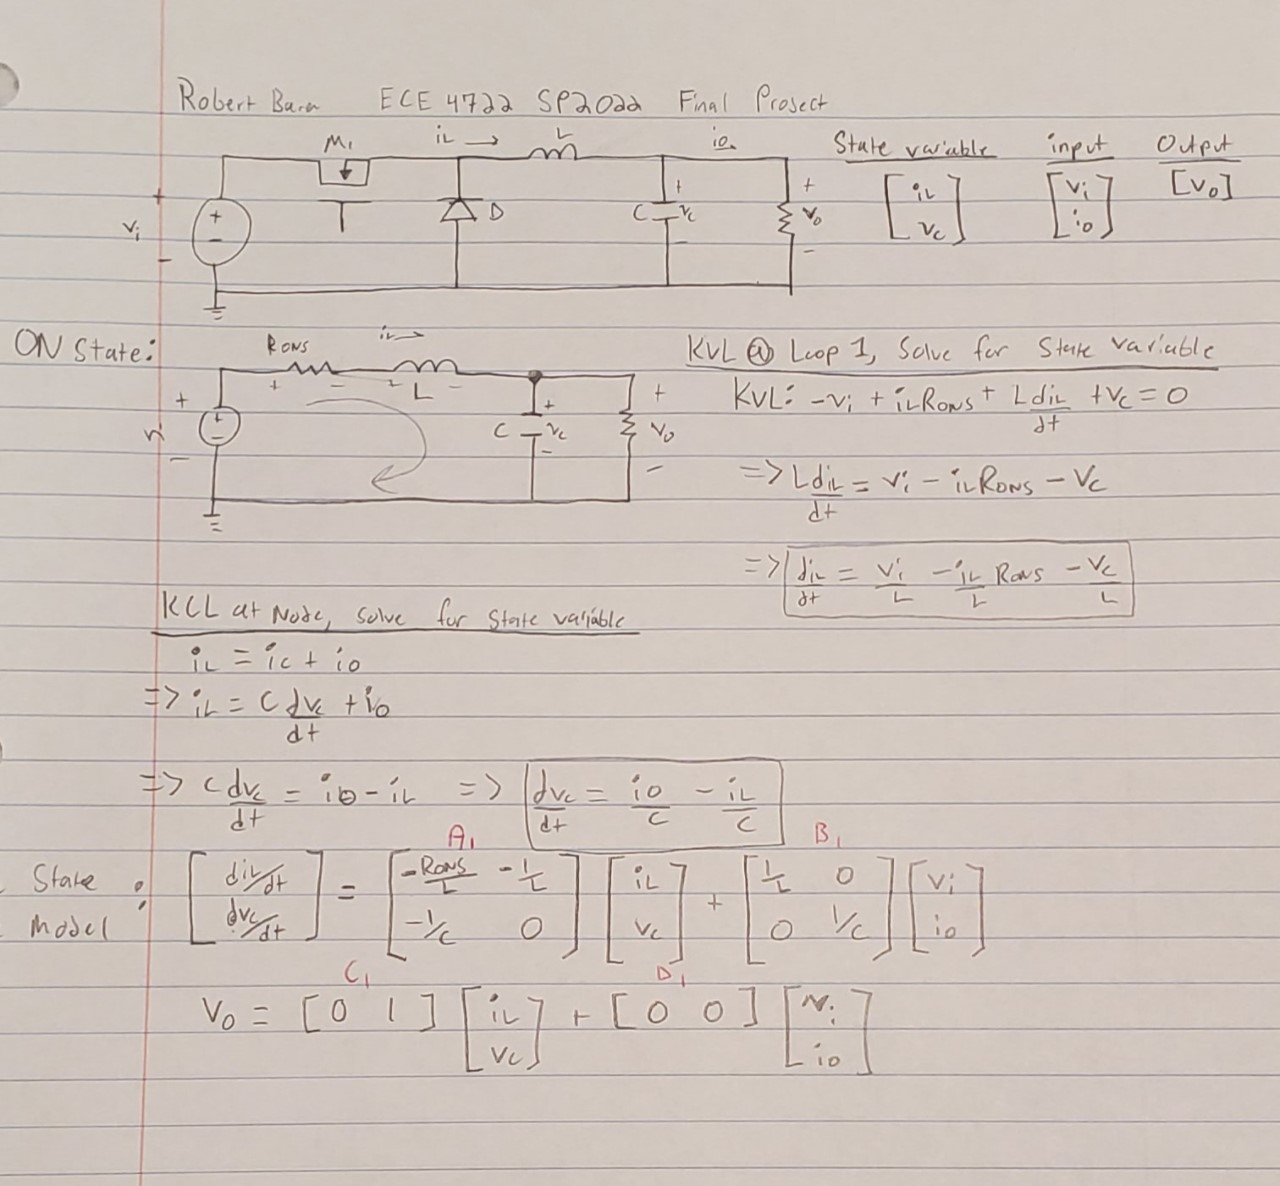 Robert Bara ECE 4722 SP2022 Final Project
M1 iL → L io State variable input Output
[iL vC] [vi io] [vo]
vi + - + - D C + vc - + vo -
ON State: RONS iL→ KVL @ Loop 1, Solve for State variable
+ - + L - KVL: -vi + iLRONS + L diL/dt + vc = 0
vi + - + - C + vc - + vo -
=> L diL/dt = vi - iLRONS - vc
=> diL/dt = vi/L - iL/L RONS - vc/L
KCL at Node, solve for State variable
iL = ic + io
=> iL = C dvc/dt + io
=> C dvc/dt = io - iL => dvc/dt = io/C - iL/C
A1 B1
State Model: [diL/dt dvc/dt] = [-RONS/L -1/L -1/C 0] [iL vc] + [1/L 0 0 1/C] [vi io]
C1 D1
Vo = [0 1] [iL vc] + [0 0] [vi io]